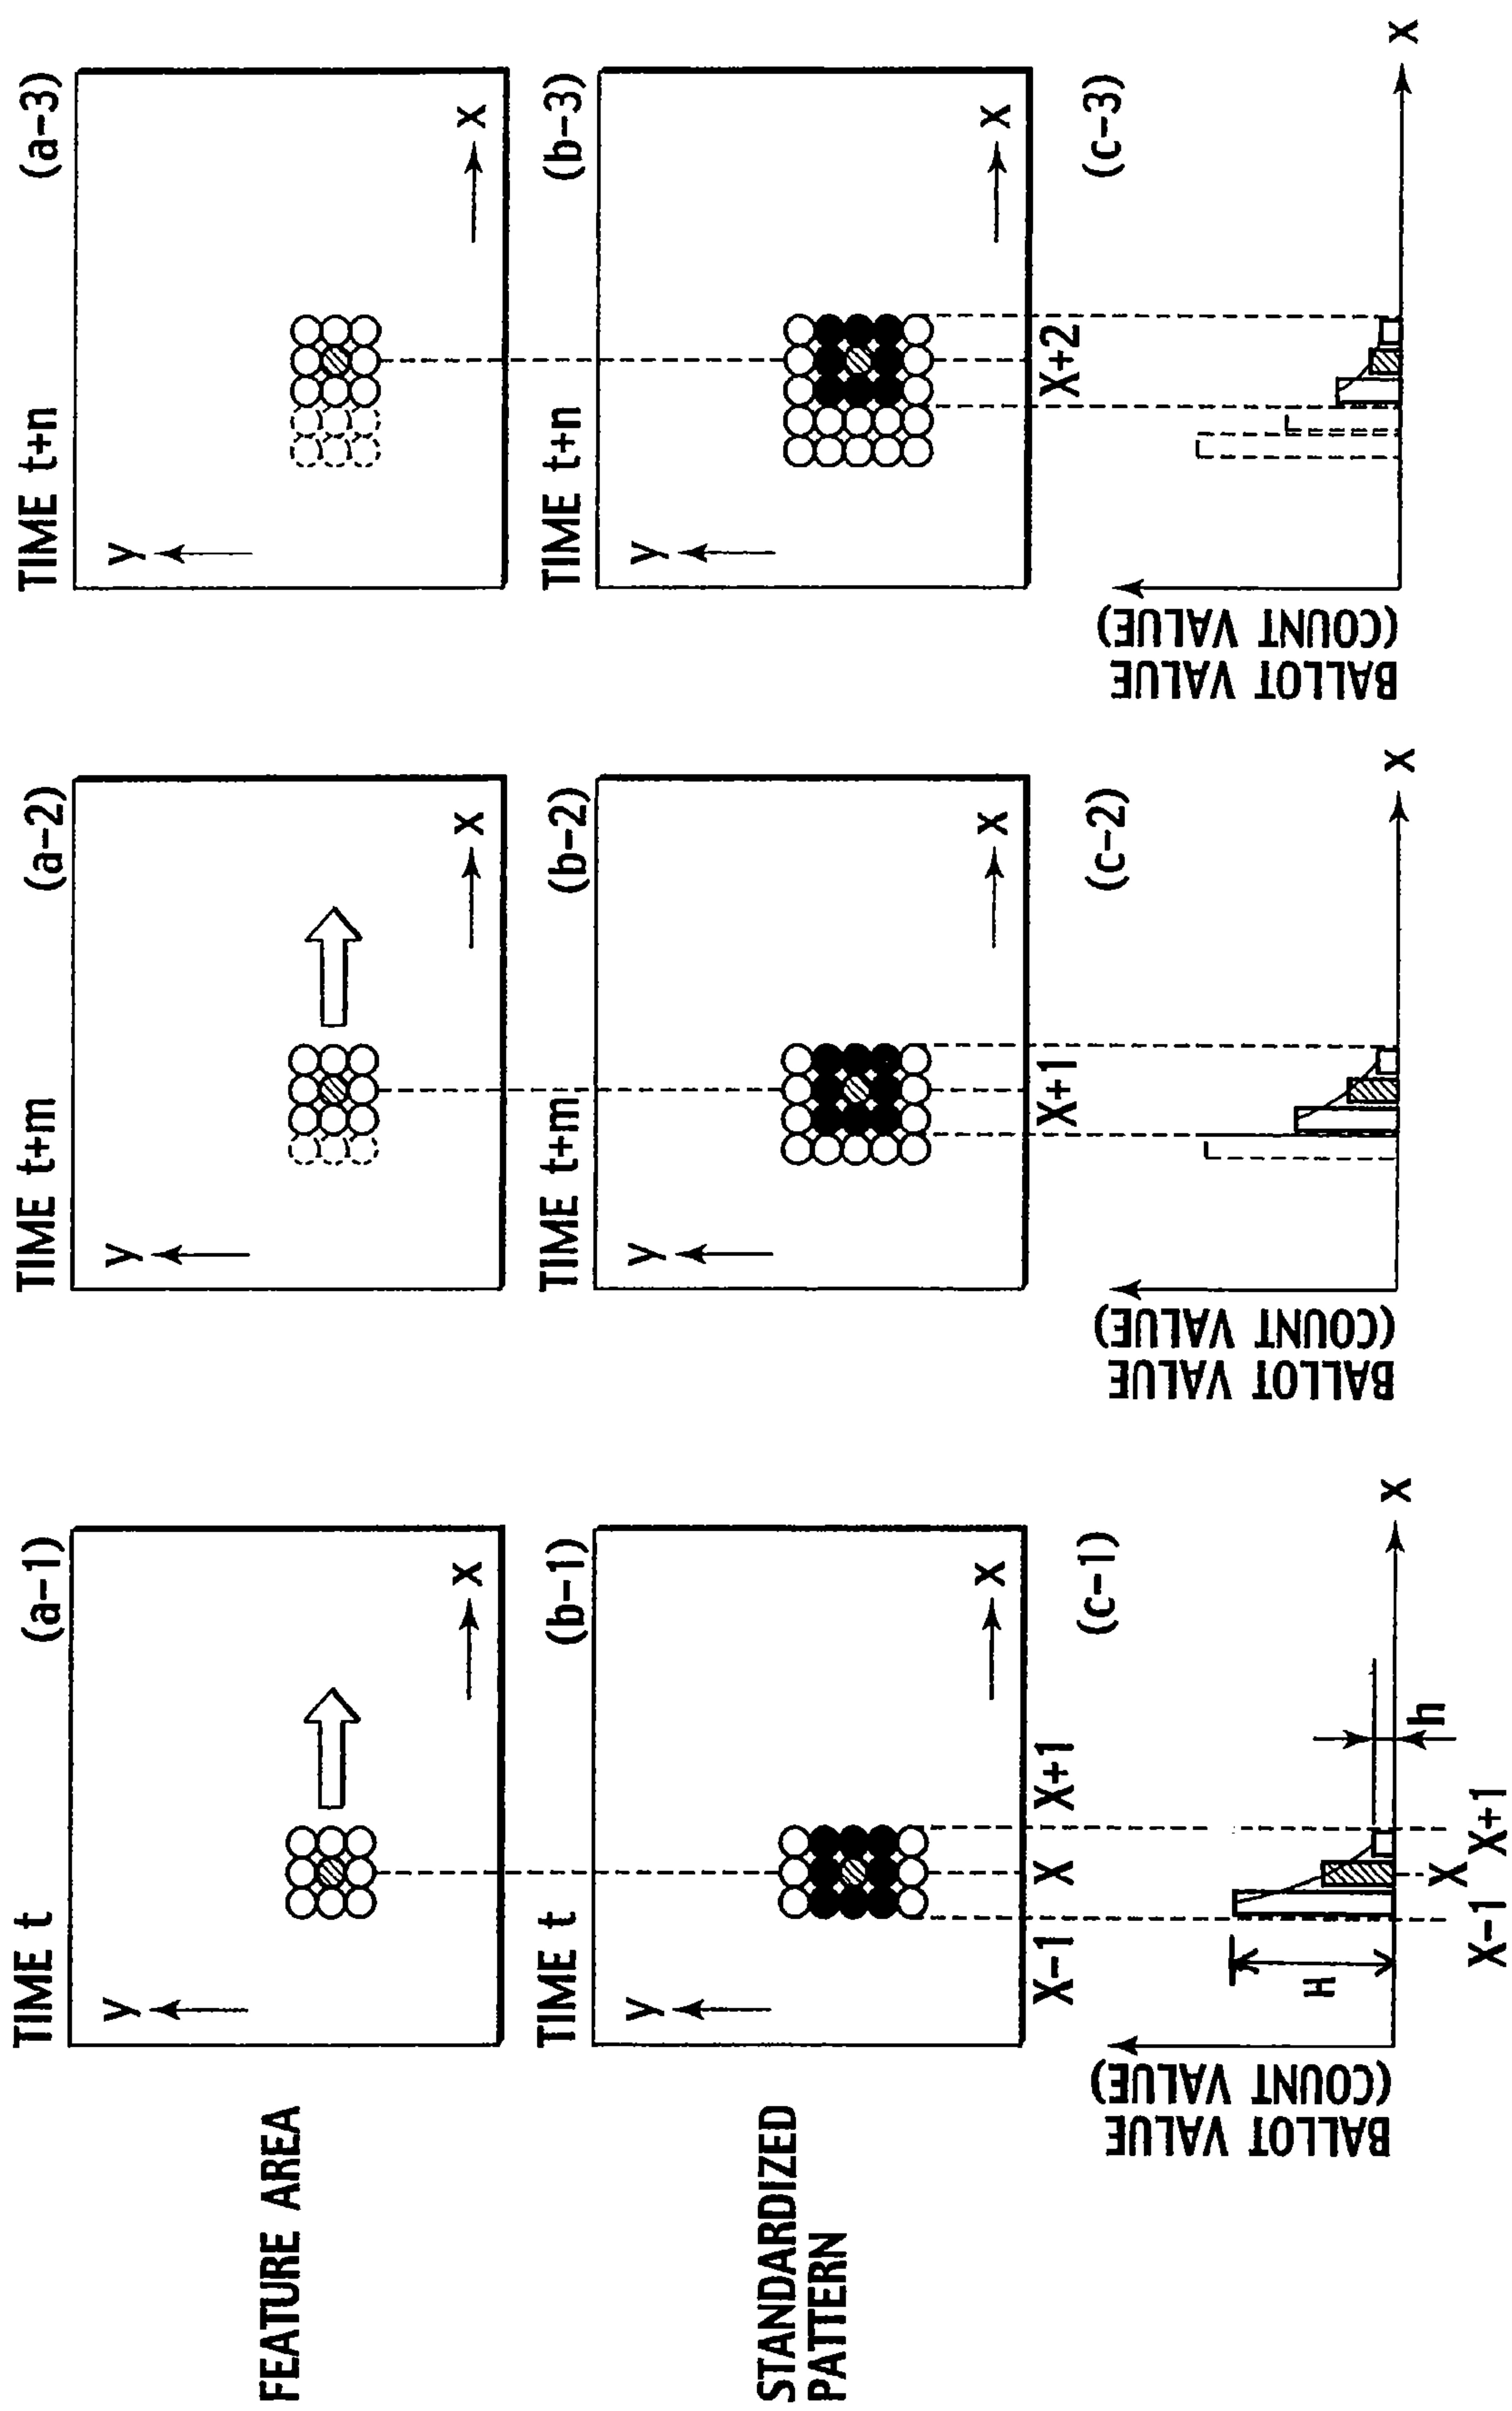 TIME t
(a-1)
TIME t+m
(a-2)
TIME t+n
(a-3)
FEATURE AREA
y
x
y
x
y
x
TIME t
(b-1)
TIME t+m
(b-2)
TIME t+n
(b-3)
STANDARDIZED
PATTERN
y
x
y
x
y
x
X-1
X
X+1
X+1
X+2
(c-1)
(c-2)
(c-3)
BALLOT VALUE
(COUNT VALUE)
H
h
x
X-1
X
X+1
BALLOT VALUE
(COUNT VALUE)
x
BALLOT VALUE
(COUNT VALUE)
x